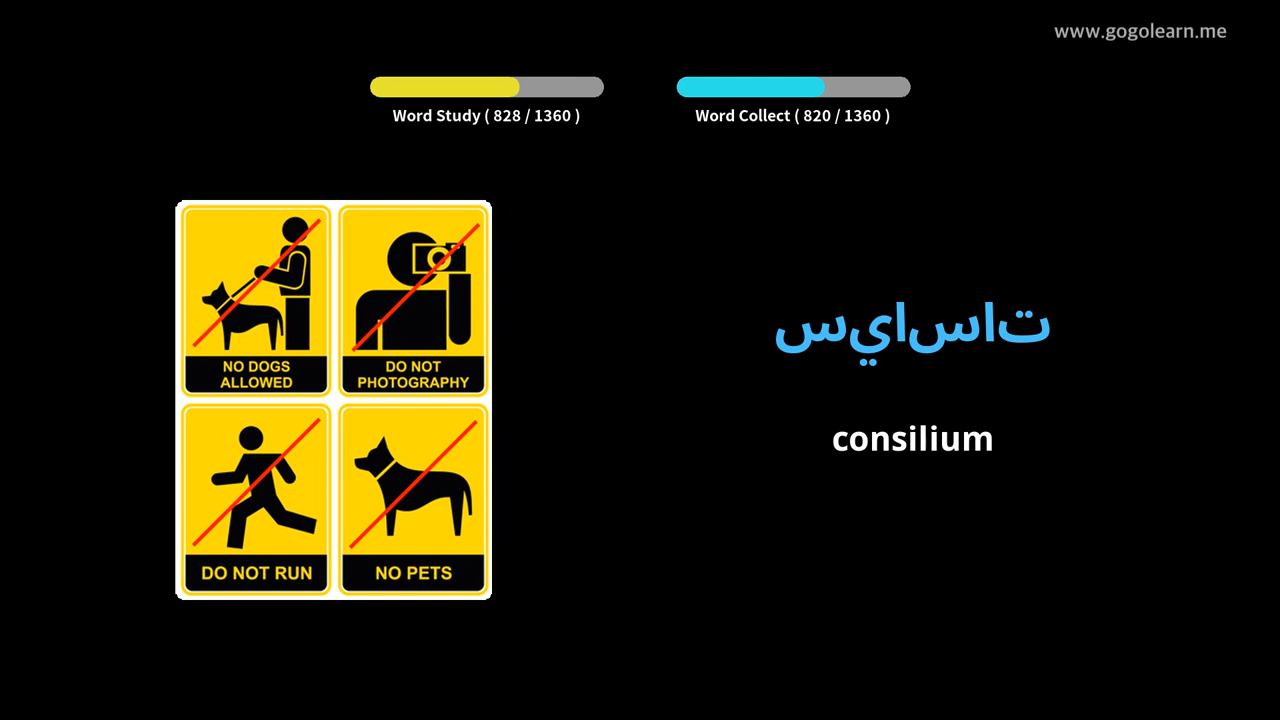 www.gogolearn.me
Word Study ( 828 / 1360 )
Word Collect ( 820 / 1360 )
NO DOGS
ALLOWED
DO NOT
PHOTOGRAPHY
DO NOT RUN
NO PETS
تاسايس
consilium